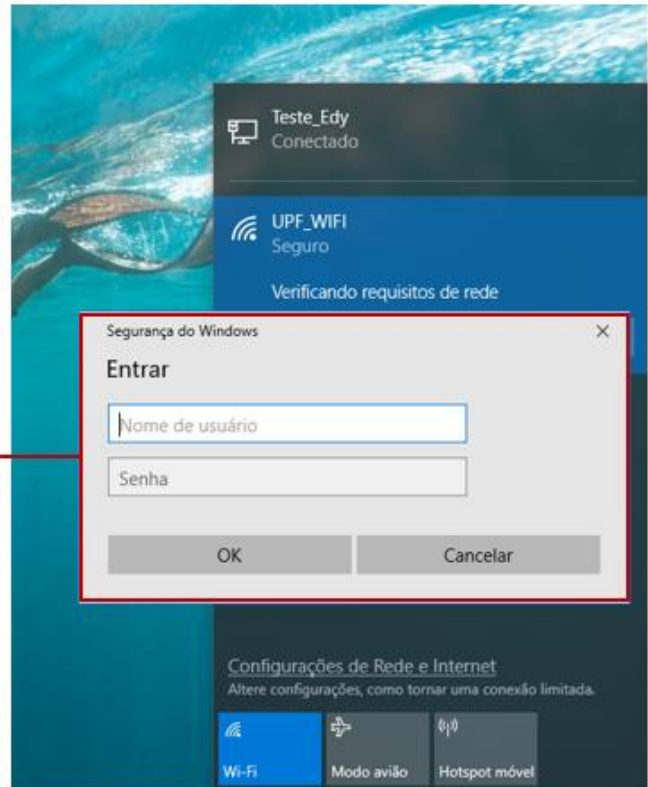 Teste_Edy
Conectado
UPF_WIFI
Seguro
Verificando requisitos de rede
Segurança do Windows
Entrar
Nome de usuário
Senha
OK
Cancelar
Configurações de Rede e Internet
Altere configurações, como tornar uma conexão limitada.
Wi-Fi
Modo avião
Hotspot móvel